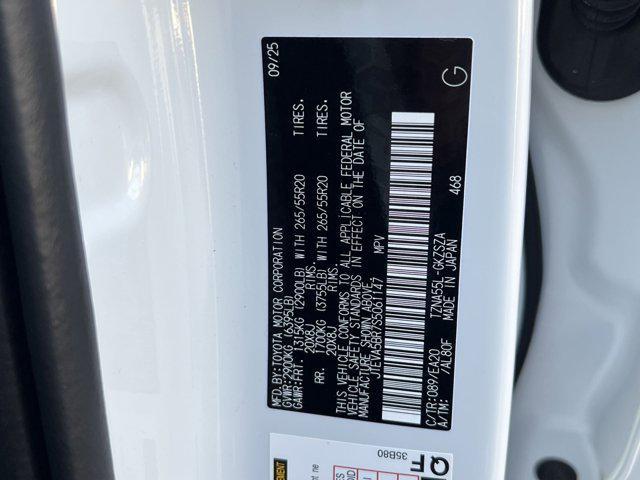 MFD.BY:TOYOTA MOTOR CORPORATION 09/25
GVWR:2900KG (6395LB)
GAWR:FRT. 1315KG (2900LB) WITH 265/55R20 TIRES.
20X8J RIMS.
RR. 1700KG (3755LB) WITH 265/55R20 TIRES.
20X8J RIMS.
THIS VEHICLE CONFORMS TO ALL APPLICABLE FEDERAL MOTOR
VEHICLE SAFETY STANDARDS IN EFFECT ON THE DATE OF
MANUFACTURE SHOWN ABOVE.
JTEVA5BR7S5061147 MPV
C/TR:089/EA20 TZNA55L-GKZSZA
A/TM: /AL80F MADE IN JAPAN
468
G
35B80
QF